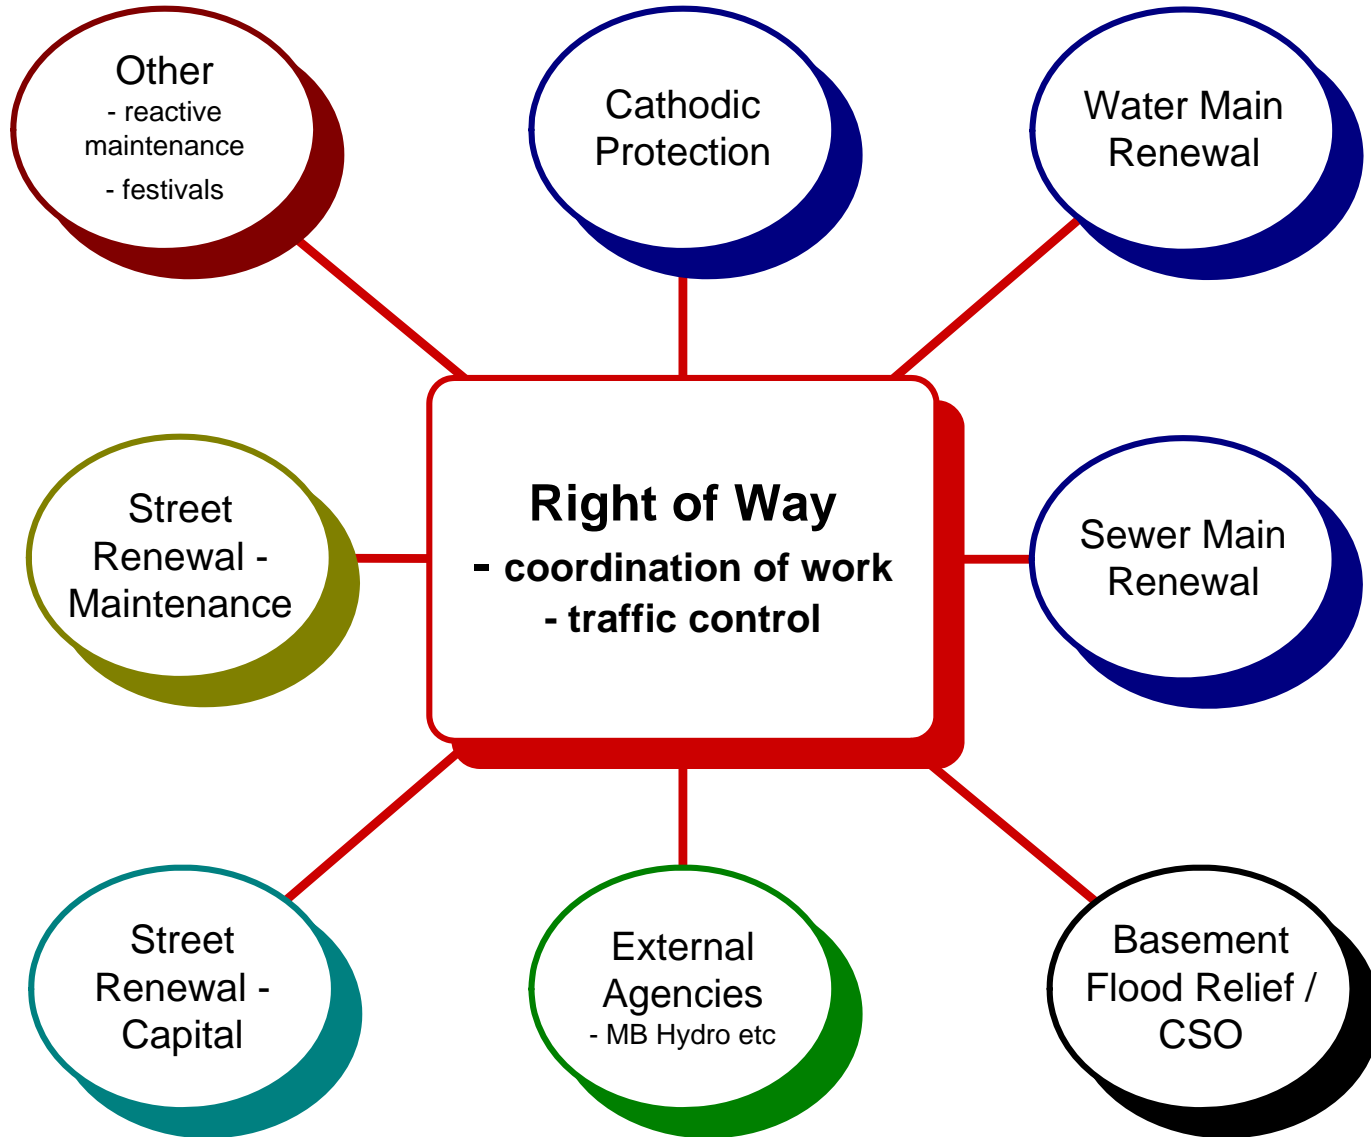 Other
- reactive
maintenance
- festivals
Cathodic
Protection
Water Main
Renewal
Street
Renewal -
Maintenance
Right of Way
- coordination of work
- traffic control
Sewer Main
Renewal
Street
Renewal -
Capital
External
Agencies
- MB Hydro etc
Basement
Flood Relief /
CSO